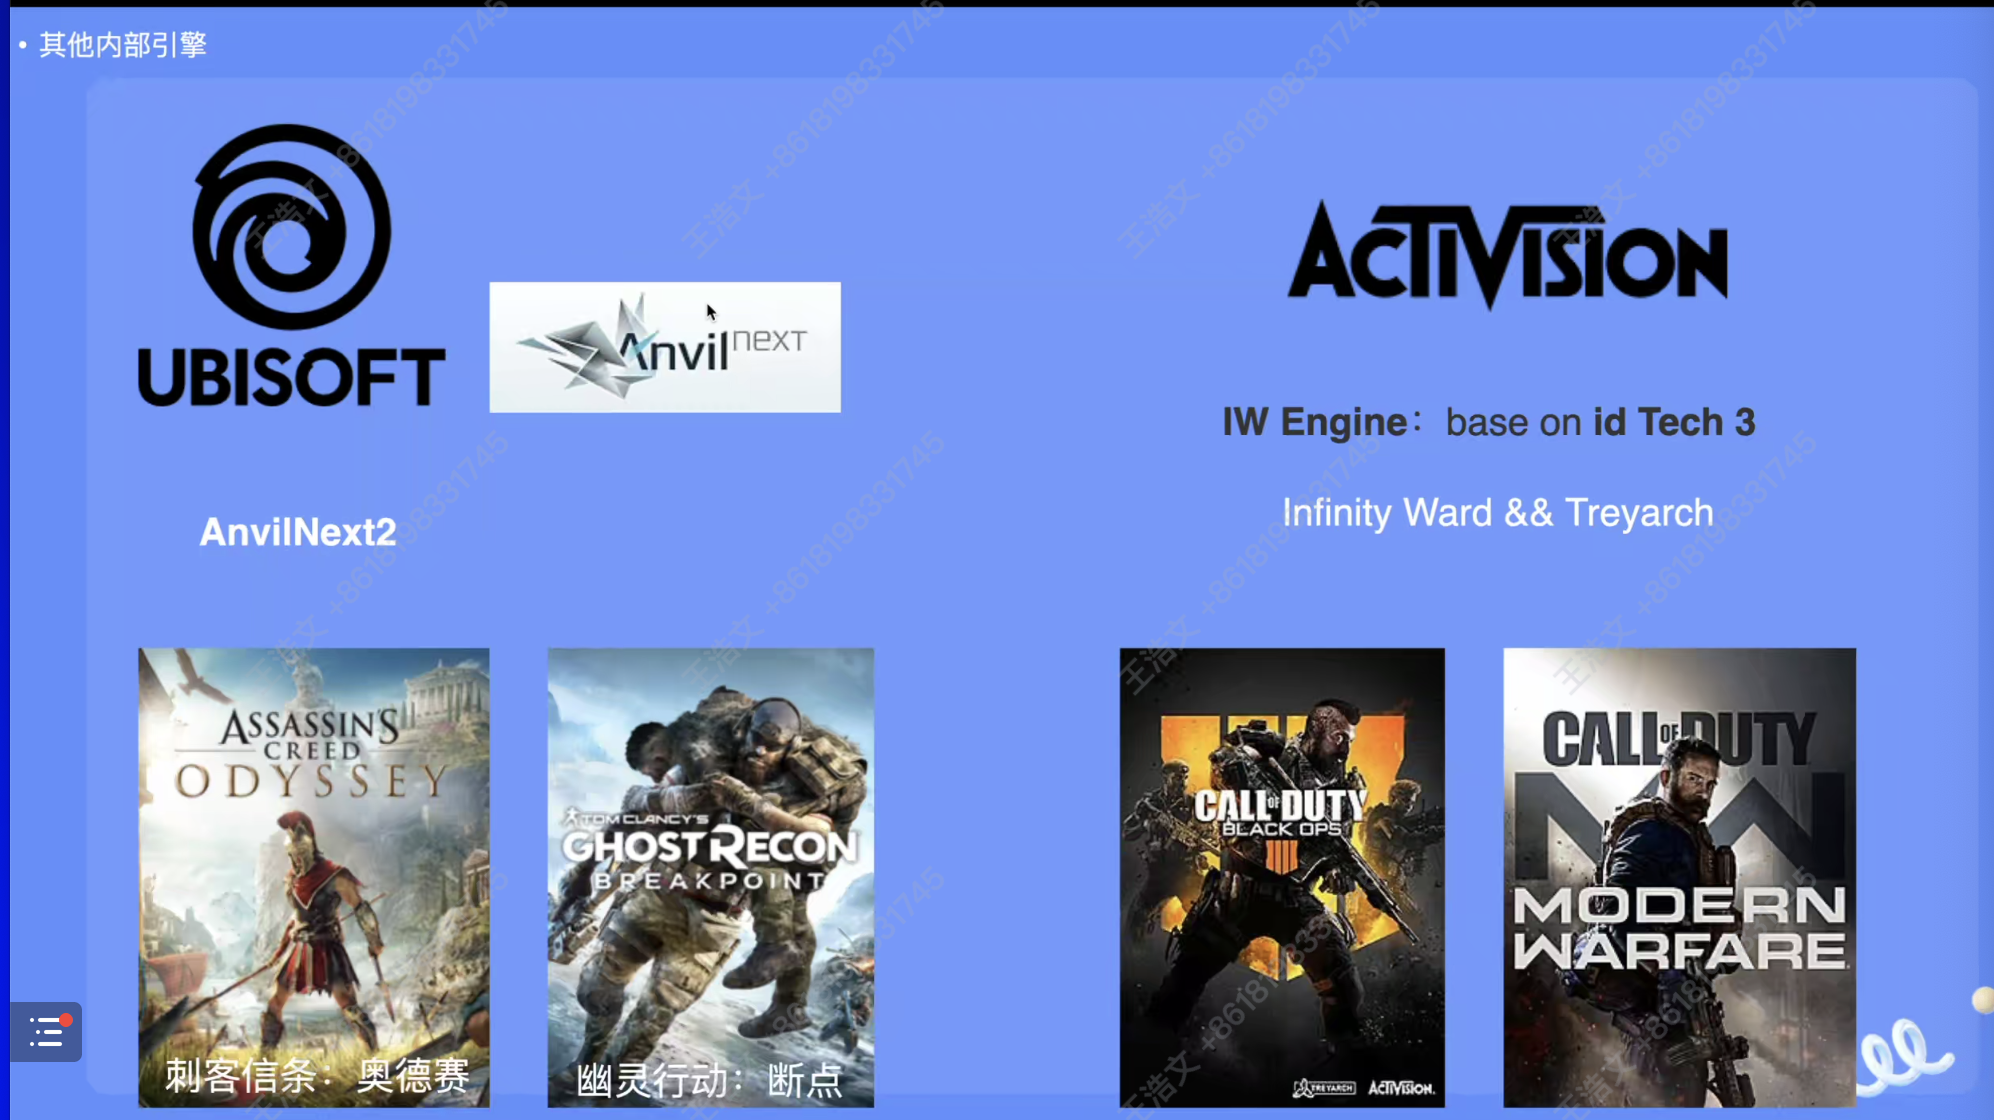 • 其他内部引擎
UBISOFT
Anvil next
AnvilNext2
ACTIVISION
IW Engine：base on id Tech 3
Infinity Ward && Treyarch
ASSASSIN'S
CREED
ODYSSEY
刺客信条：奥德赛
TOM CLANCY'S
GHOST RECON
BREAKPOINT
幽灵行动：断点
CALL OF DUTY
BLACK OPS
IIII
TREYARCH ACTIVISION
CALL OF DUTY
MW
MODERN
WARFARE
王浩文 +8618198331745